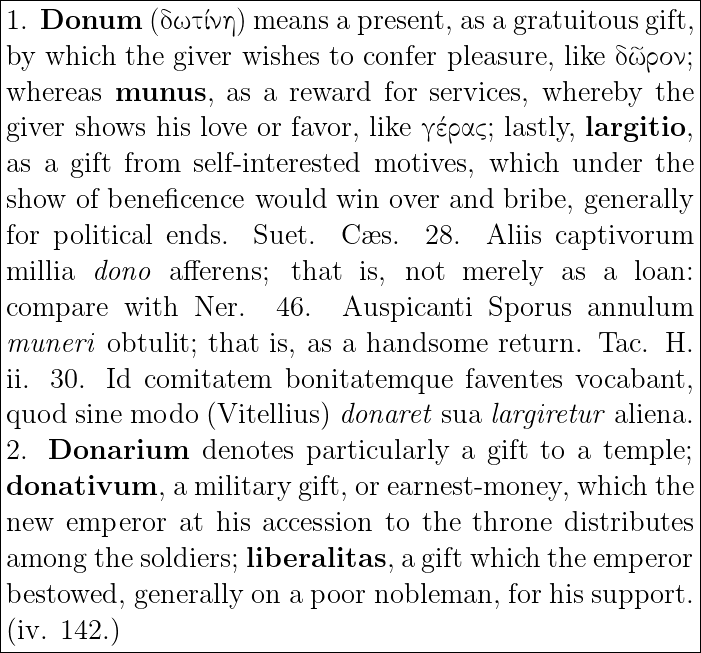 1. Donum (δωτίνη) means a present, as a gratuitous gift,
by which the giver wishes to confer pleasure, like δῶρον;
whereas munus, as a reward for services, whereby the
giver shows his love or favor, like γέρας; lastly, largitio,
as a gift from self-interested motives, which under the
show of beneficence would win over and bribe, generally
for political ends. Suet. Cæs. 28. Aliis captivorum
millia dono afferens; that is, not merely as a loan:
compare with Ner. 46. Auspicanti Sporus annulum
muneri obtulit; that is, as a handsome return. Tac. H.
ii. 30. Id comitatem bonitatemque faventes vocabant,
quod sine modo (Vitellius) donaret sua largiretur aliena.
2. Donarium denotes particularly a gift to a temple;
donativum, a military gift, or earnest-money, which the
new emperor at his accession to the throne distributes
among the soldiers; liberalitas, a gift which the emperor
bestowed, generally on a poor nobleman, for his support.
(iv. 142.)